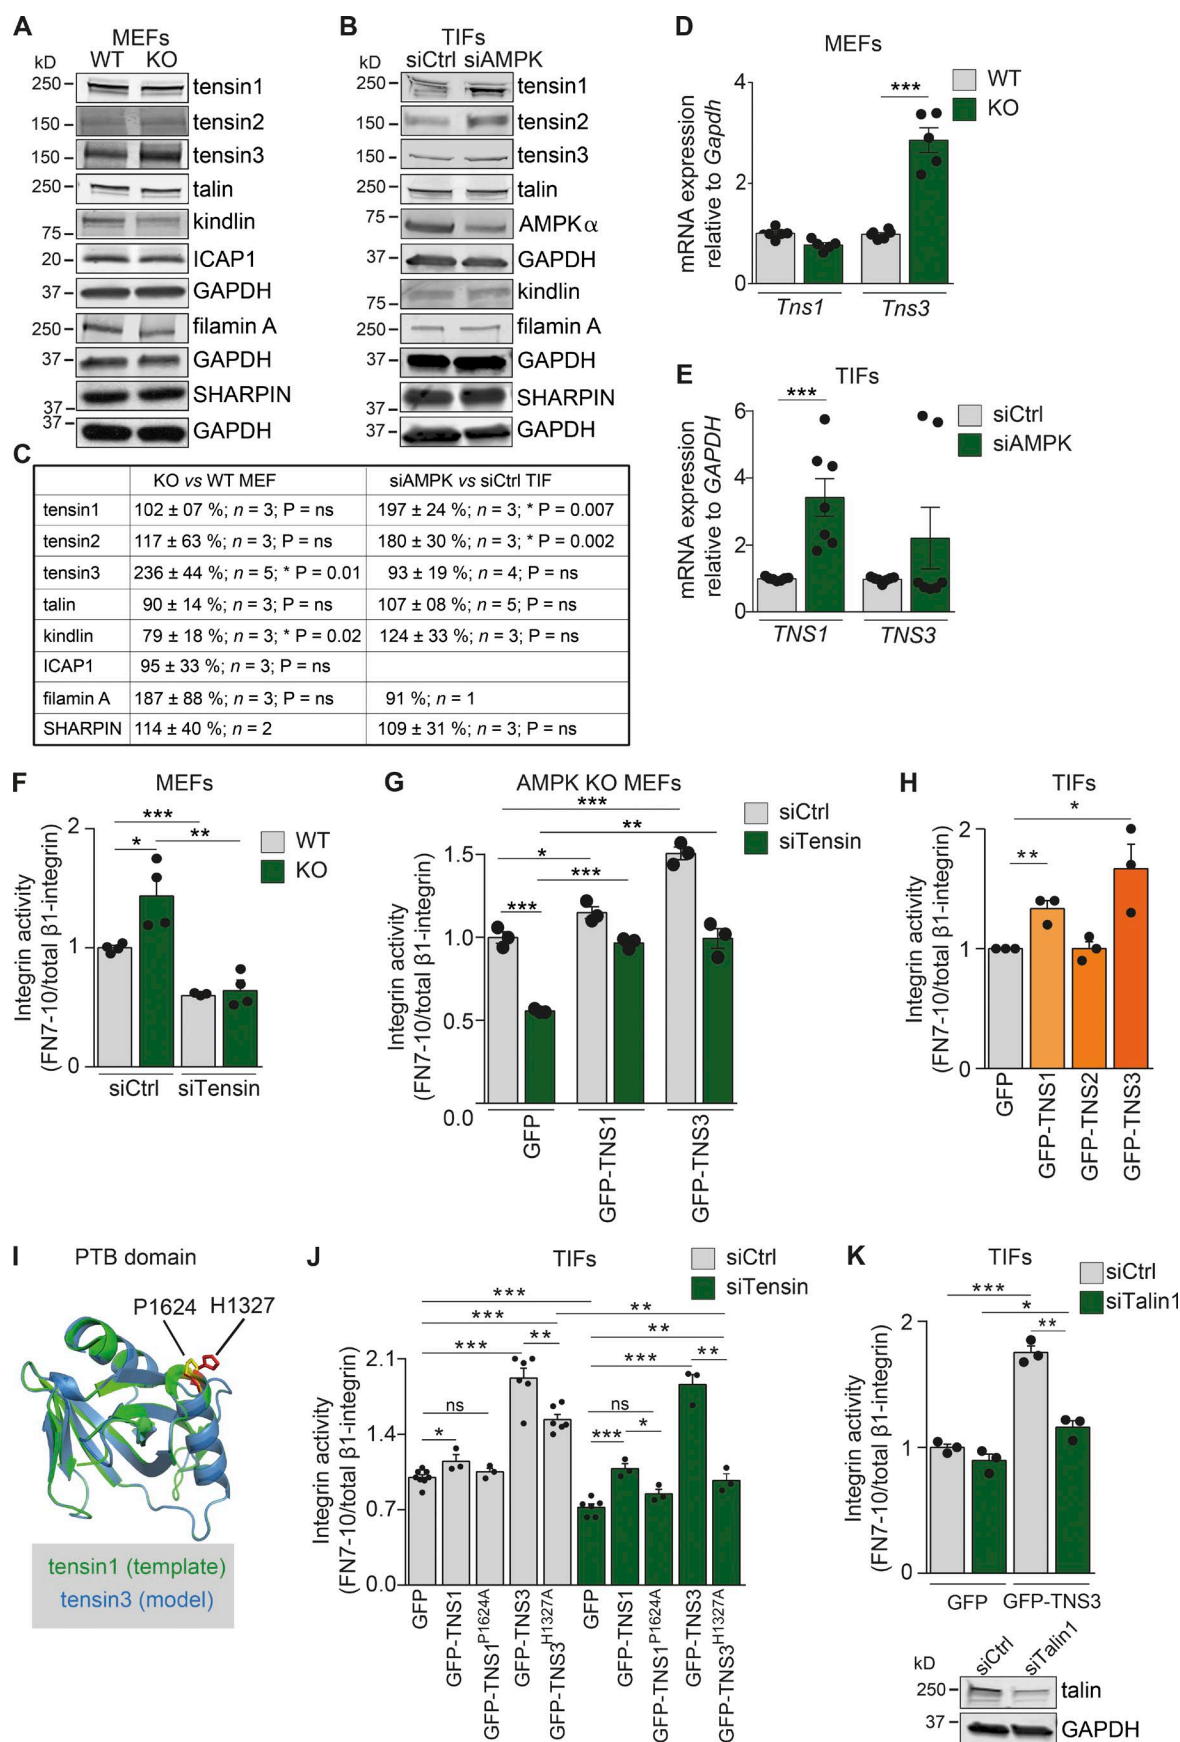 A
MEFs
kD WT KO
250 tensin1
150 tensin2
150 tensin3
250 talin
75 kindlin
20 ICAP1
37 GAPDH
250 filamin A
37 GAPDH
37 SHARPIN
37 GAPDH
B
TIFs
kD siCtrl siAMPK
250 tensin1
150 tensin2
150 tensin3
250 talin
75 AMPKα
37 GAPDH
75 kindlin
250 filamin A
37 GAPDH
37 SHARPIN
37 GAPDH
C
KO vs WT MEF siAMPK vs siCtrl TIF
tensin1 102 ± 07 %; n = 3; P = ns 197 ± 24 %; n = 3; * P = 0.007
tensin2 117 ± 63 %; n = 3; P = ns 180 ± 30 %; n = 3; * P = 0.002
tensin3 236 ± 44 %; n = 5; * P = 0.01 93 ± 19 %; n = 4; P = ns
talin 90 ± 14 %; n = 3; P = ns 107 ± 08 %; n = 5; P = ns
kindlin 79 ± 18 %; n = 3; * P = 0.02 124 ± 33 %; n = 3; P = ns
ICAP1 95 ± 33 %; n = 3; P = ns
filamin A 187 ± 88 %; n = 3; P = ns 91 %; n = 1
SHARPIN 114 ± 40 %; n = 2 109 ± 31 %; n = 3; P = ns
D
MEFs
WT
KO
mRNA expression
relative to Gapdh
4
2
0
***
Tns1 Tns3
E
TIFs
siCtrl
siAMPK
mRNA expression
relative to GAPDH
6
4
2
0
***
TNS1 TNS3
F
MEFs
WT
KO
Integrin activity
(FN7-10/total β1-integrin)
2
1
0
***
* **
siCtrl siTensin
G
AMPK KO MEFs
siCtrl
siTensin
Integrin activity
(FN7-10/total β1-integrin)
1.5
1.0
0.5
0.0
***
**
*
***
***
GFP
GFP-TNS1
GFP-TNS3
H
TIFs
Integrin activity
(FN7-10/total β1-integrin)
2
1
0
*
**
GFP
GFP-TNS1
GFP-TNS2
GFP-TNS3
I
PTB domain
P1624 H1327
tensin1 (template)
tensin3 (model)
J
TIFs
siCtrl
siTensin
Integrin activity
(FN7-10/total β1-integrin)
2.1
1.4
0.7
0.0
***
*** **
*** ** **
*** **
ns ns
* *** *
GFP
GFP-TNS1
GFP-TNS1P1624A
GFP-TNS3
GFP-TNS3H1327A
GFP
GFP-TNS1
GFP-TNS1P1624A
GFP-TNS3
GFP-TNS3H1327A
K
TIFs
siCtrl
siTalin1
Integrin activity
(FN7-10/total β1-integrin)
2
1
0
***
*
**
GFP GFP-TNS3
kD siCtrl siTalin1
250 talin
37 GAPDH